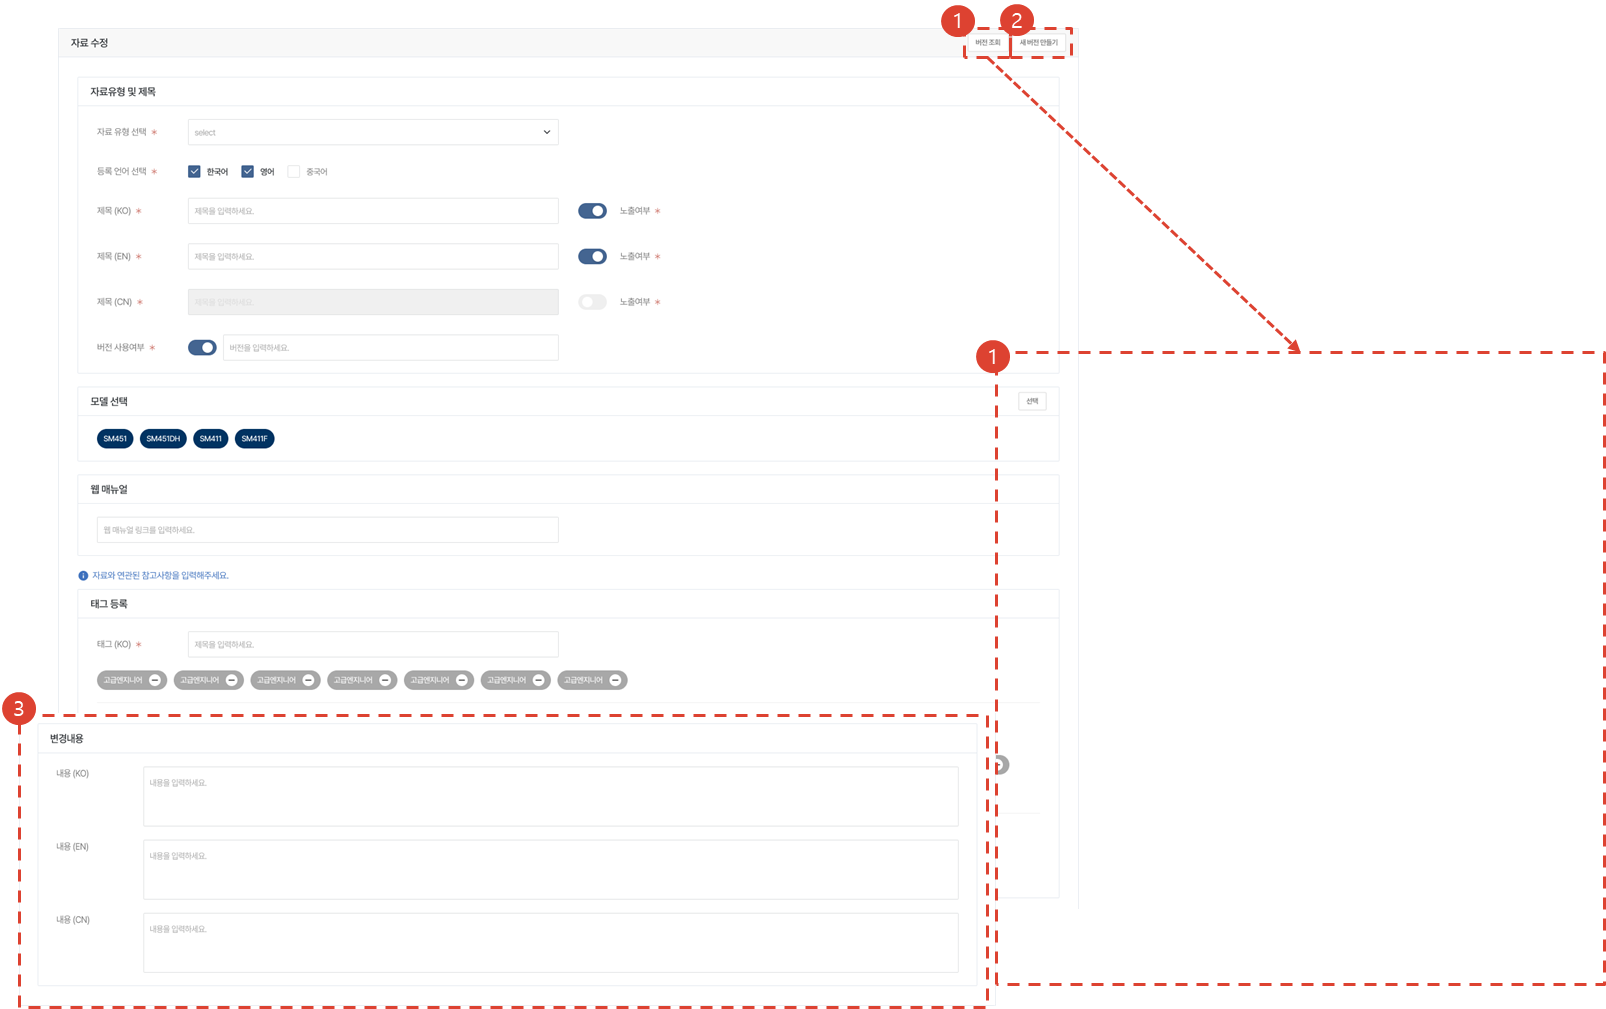 1
2
자료 수정
버전 조회
새 버전 만들기
자료유형 및 제목
자료 유형 선택 *
select
등록 언어 선택 *
한국어
영어
중국어
제목 (KO) *
제목을 입력하세요.
노출여부 *
제목 (EN) *
제목을 입력하세요.
노출여부 *
제목 (CN) *
제목을 입력하세요.
노출여부 *
버전 사용여부 *
버전을 입력하세요.
1
모델 선택
선택
SM451
SM451DH
SM411
SM411F
웹 매뉴얼
웹 매뉴얼 링크를 입력하세요.
자료와 연관된 참고사항을 입력해주세요.
태그 등록
태그 (KO) *
제목을 입력하세요.
고급엔지니어
고급엔지니어
고급엔지니어
고급엔지니어
고급엔지니어
고급엔지니어
고급엔지니어
3
변경내용
내용 (KO)
내용을 입력하세요.
내용 (EN)
내용을 입력하세요.
내용 (CN)
내용을 입력하세요.